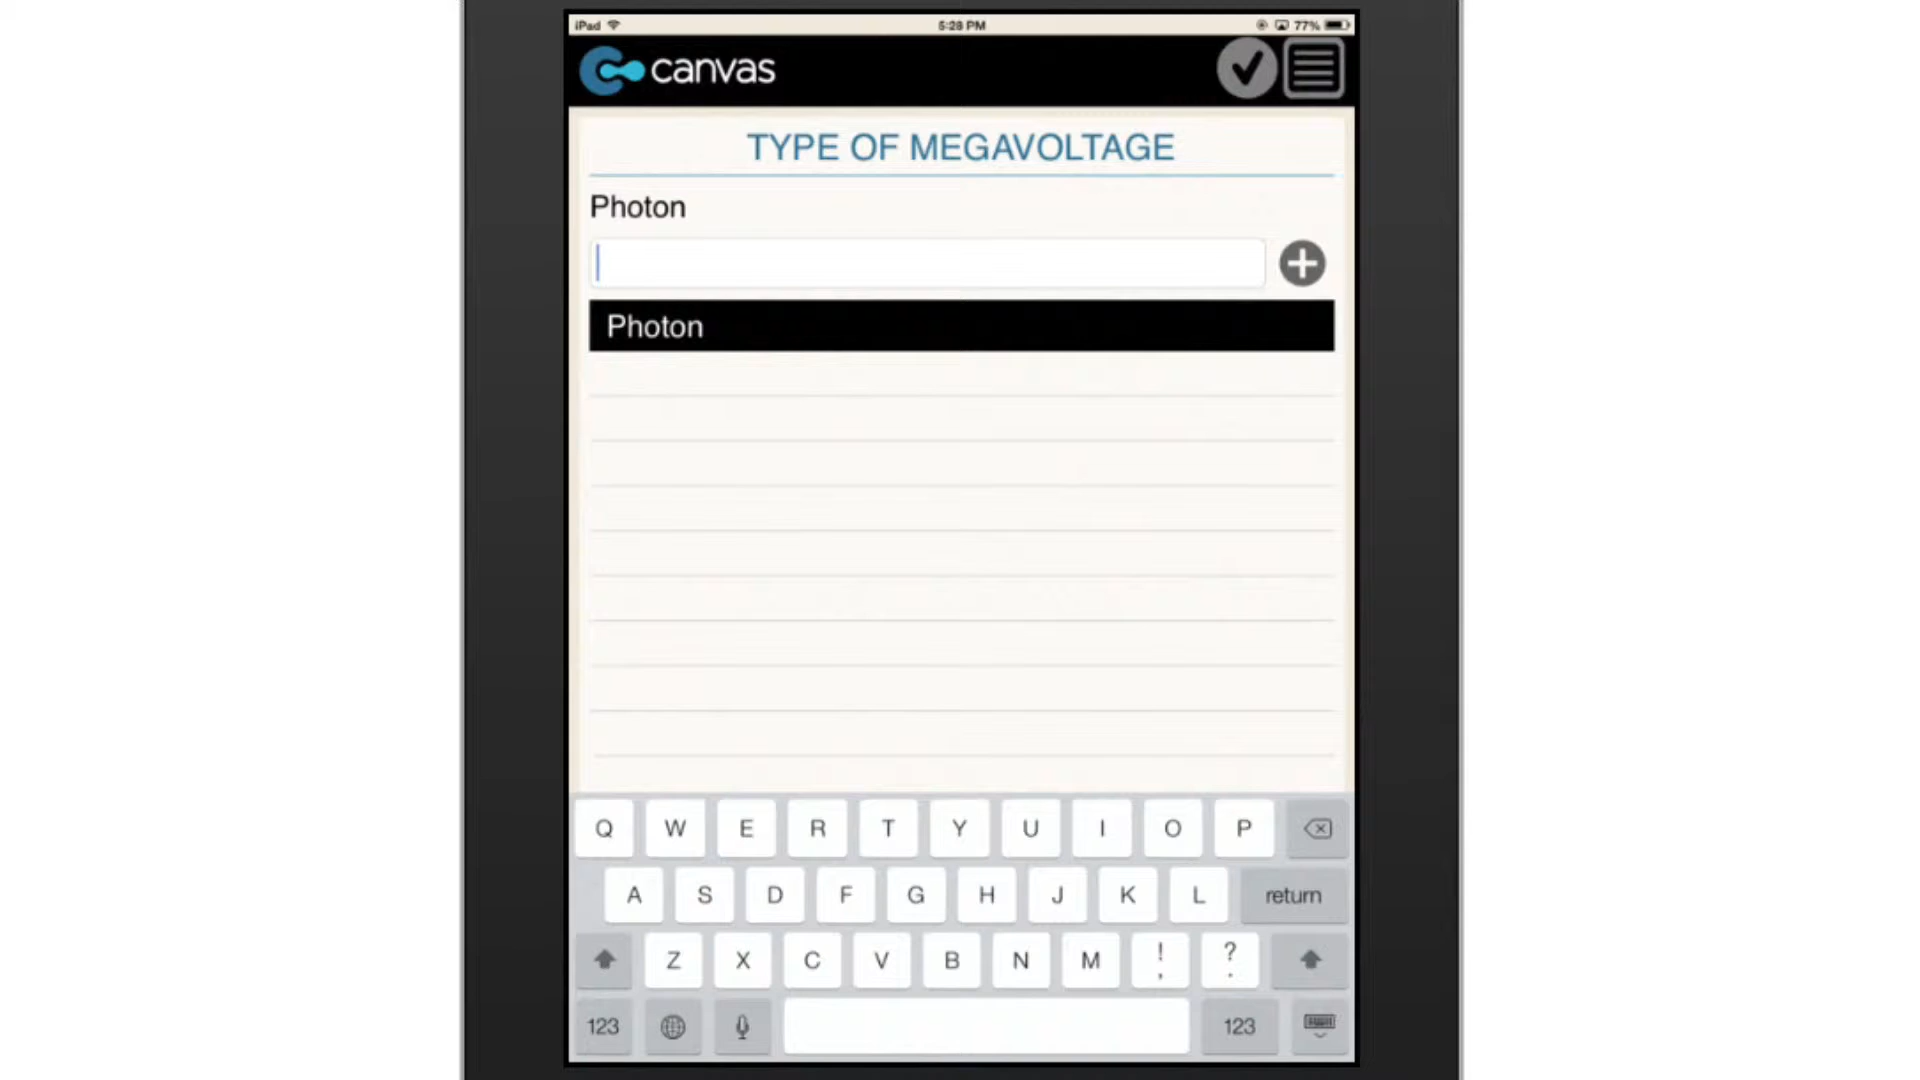 iPad 5:28 PM 77%
canvas
TYPE OF MEGAVOLTAGE
Photon
Photon
Q W E R T Y U I O P
A S D F G H J K L return
Z X C V B N M ! , ? .
123 123